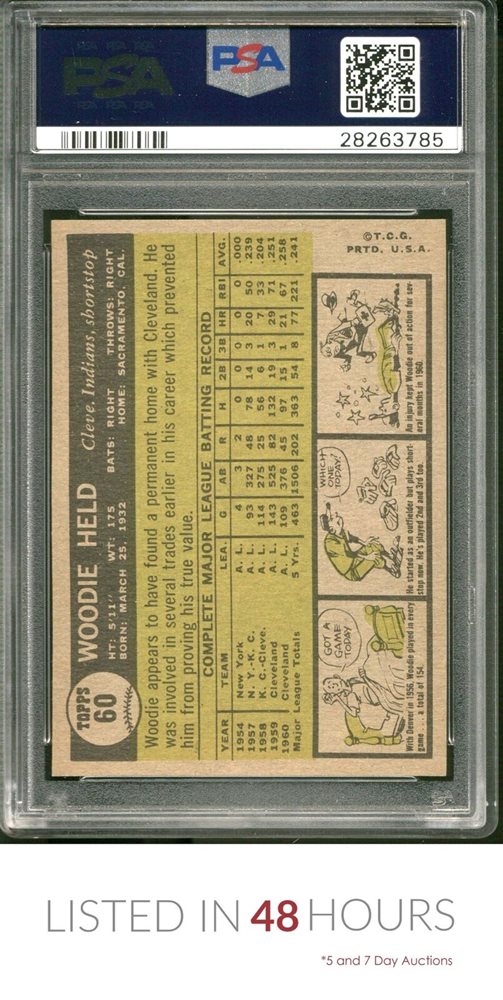 PSA PSA PSA
PSA
PSA PSA PSA
PSA
28263785
TOPPS
60
WOODIE HELD Cleve. Indians, shortstop
HT: 5'11" WT: 175 BATS: RIGHT THROWS: RIGHT
BORN: MARCH 25, 1932 HOME: SACRAMENTO, CAL.
Woodie appears to have found a permanent home with Cleveland. He
was involved in several trades earlier in his career which prevented
him from proving his true value.
COMPLETE MAJOR LEAGUE BATTING RECORD
YEAR TEAM LEA. G AB R H 2B 3B HR RBI AVG.
1954 New York A. L. 4 3 2 0 0 0 0 0 .000
1957 N. Y.-K. C. A. L. 93 327 48 78 14 3 20 50 .239
1958 K. C.-Cleve. A. L. 114 275 25 56 6 1 7 33 .204
1959 Cleveland A. L. 143 525 82 132 19 3 29 71 .251
1960 Cleveland A. L. 109 376 45 97 15 1 21 67 .258
Major League Totals 5 Yrs. 463 1506 202 363 54 8 77 221 .241
GOT A
GAME
TODAY
With Denver in 1956, Woodie played in every
game . . . a total of 154.
WHICH
ONE
TODAY?
He started as an outfielder but plays short-
stop now. He's played 2nd and 3rd too.
An injury kept Woodie out of action for sev-
eral months in 1960.
©T.C.G.
PRTD. U.S.A.
LISTED IN 48 HOURS
*5 and 7 Day Auctions